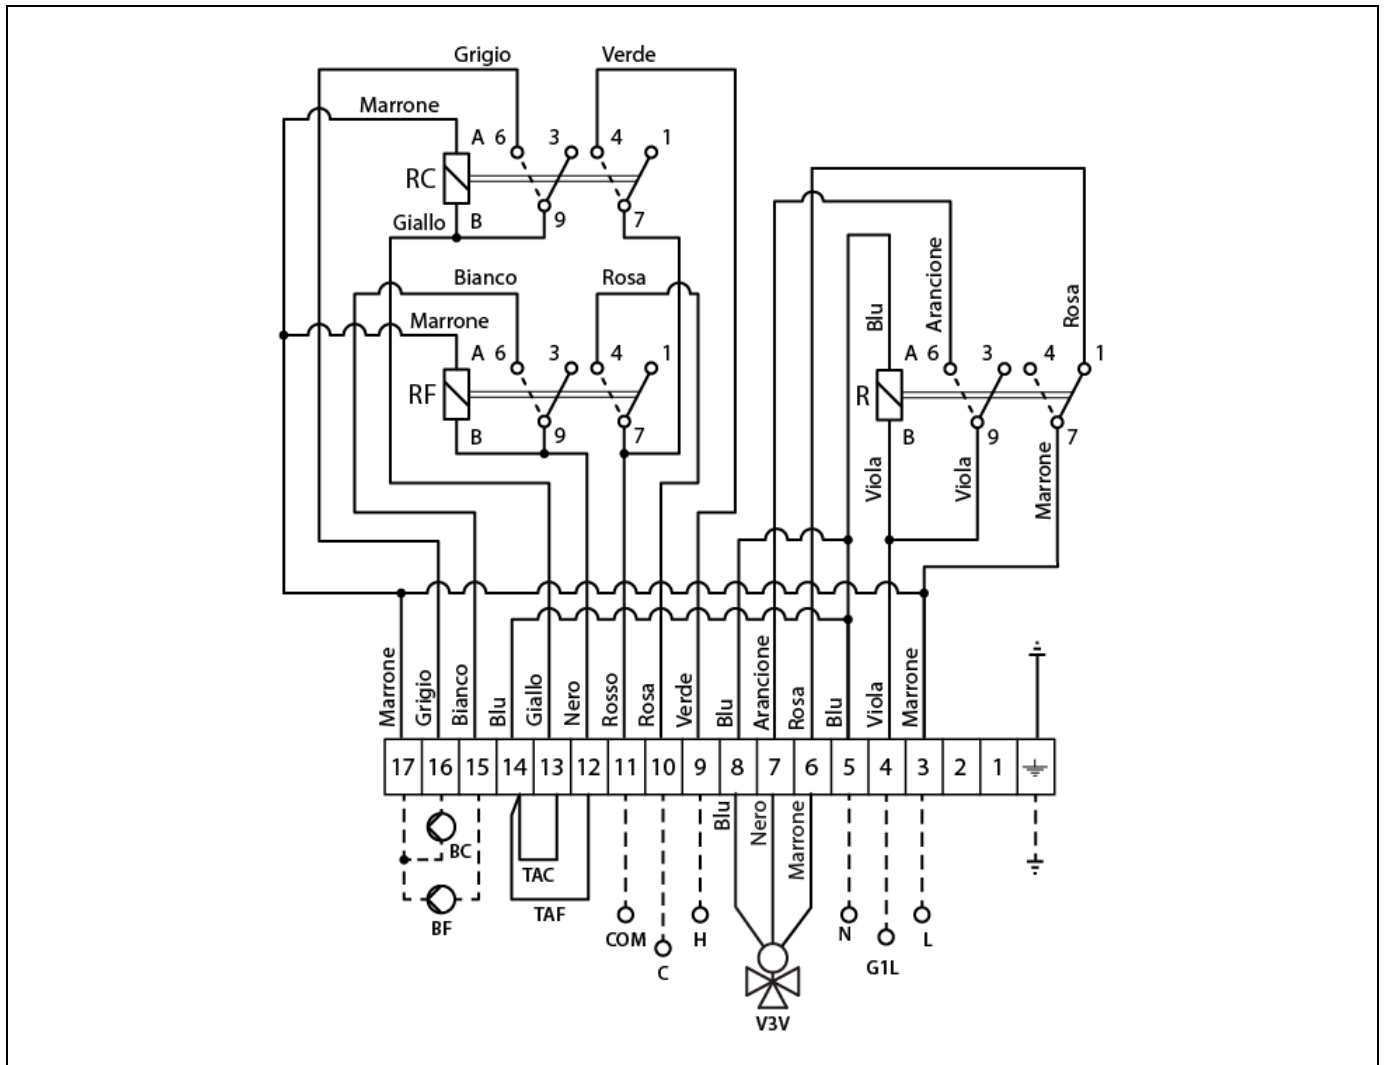 Grigio Verde
Marrone
A 6 3 4 1
RC
Giallo B 9 7
Bianco Rosa
Marrone
A 6 3 4 1
RF
B 9 7
Blu
Arancione
Rosa
A 6 3 4 1
R
B 9 7
Viola
Viola
Marrone
Marrone
Grigio
Bianco
Blu
Giallo
Nero
Rosso
Rosa
Verde
Blu
Arancione
Rosa
Blu
Viola
Marrone
17 16 15 14 13 12 11 10 9 8 7 6 5 4 3 2 1
Blu
Nero
Marrone
BC
TAC
BF
TAF
COM
C
H
N
G1L
L
V3V